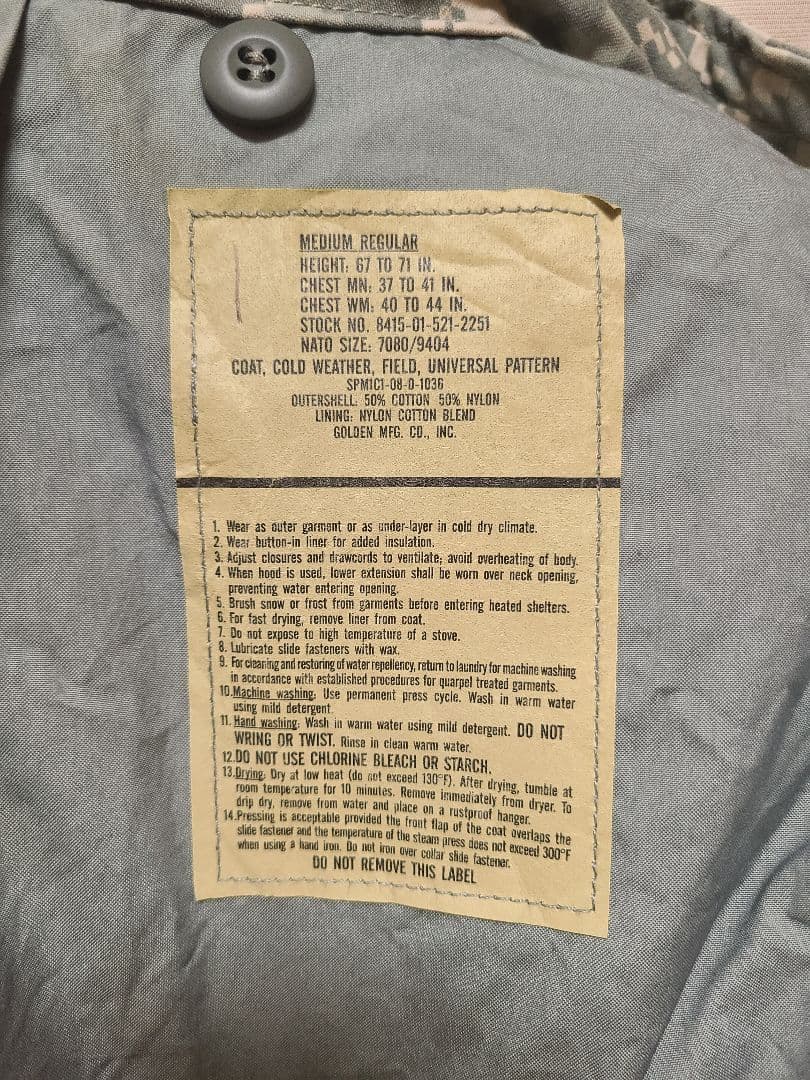 MEDIUM REGULAR
HEIGHT: 67 TO 71 IN.
CHEST MN: 37 TO 41 IN.
CHEST WM: 40 TO 44 IN.
STOCK NO. 8415-01-521-2251
NATO SIZE: 7080/9404
COAT, COLD WEATHER, FIELD, UNIVERSAL PATTERN
SPM1C1-08-D-1036
OUTERSHELL: 50% COTTON 50% NYLON
LINING: NYLON COTTON BLEND
GOLDEN MFG. CO., INC.
1. Wear as outer garment or as under-layer in cold dry climate.
2. Wear button-in liner for added insulation.
3. Adjust closures and drawcords to ventilate; avoid overheating of body.
4. When hood is used, lower extension shall be worn over neck opening,
preventing water entering opening.
5. Brush snow or frost from garments before entering heated shelters.
6. For fast drying, remove liner from coat.
7. Do not expose to high temperature of a stove.
8. Lubricate slide fasteners with wax.
9. For cleaning and restoring of water repellency, return to laundry for machine washing
in accordance with established procedures for quarpel treated garments.
10. Machine washing: Use permanent press cycle. Wash in warm water
using mild detergent.
11. Hand washing: Wash in warm water using mild detergent. DO NOT
WRING OR TWIST. Rinse in clean warm water.
12. DO NOT USE CHLORINE BLEACH OR STARCH.
13. Drying. Dry at low heat (do not exceed 130°F). After drying, tumble at
room temperature for 10 minutes. Remove immediately from dryer. To
drip dry, remove from water and place on a rustproof hanger.
14. Pressing is acceptable provided the front flap of the coat overlaps the
slide fastener and the temperature of the steam press does not exceed 300°F
when using a hand iron. Do not iron over collar slide fastener.
DO NOT REMOVE THIS LABEL